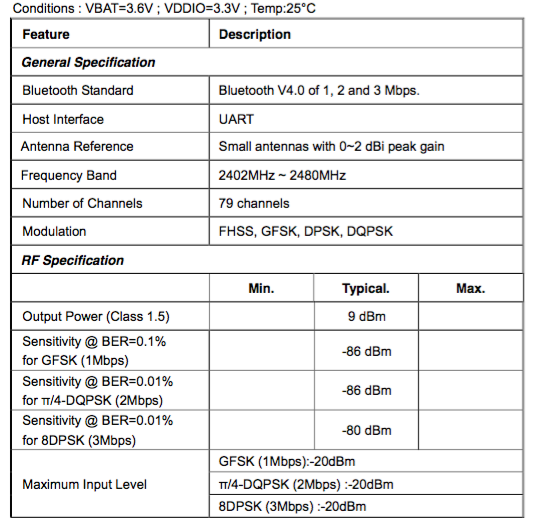 Conditions : VBAT=3.6V ; VDDIO=3.3V ; Temp:25°C
Feature Description
General Specification
Bluetooth Standard Bluetooth V4.0 of 1, 2 and 3 Mbps.
Host Interface UART
Antenna Reference Small antennas with 0~2 dBi peak gain
Frequency Band 2402MHz ~ 2480MHz
Number of Channels 79 channels
Modulation FHSS, GFSK, DPSK, DQPSK
RF Specification
Min. Typical. Max.
Output Power (Class 1.5) 9 dBm
Sensitivity @ BER=0.1%
for GFSK (1Mbps) -86 dBm
Sensitivity @ BER=0.01%
for π/4-DQPSK (2Mbps) -86 dBm
Sensitivity @ BER=0.01%
for 8DPSK (3Mbps) -80 dBm
Maximum Input Level
GFSK (1Mbps):-20dBm
π/4-DQPSK (2Mbps) :-20dBm
8DPSK (3Mbps) :-20dBm